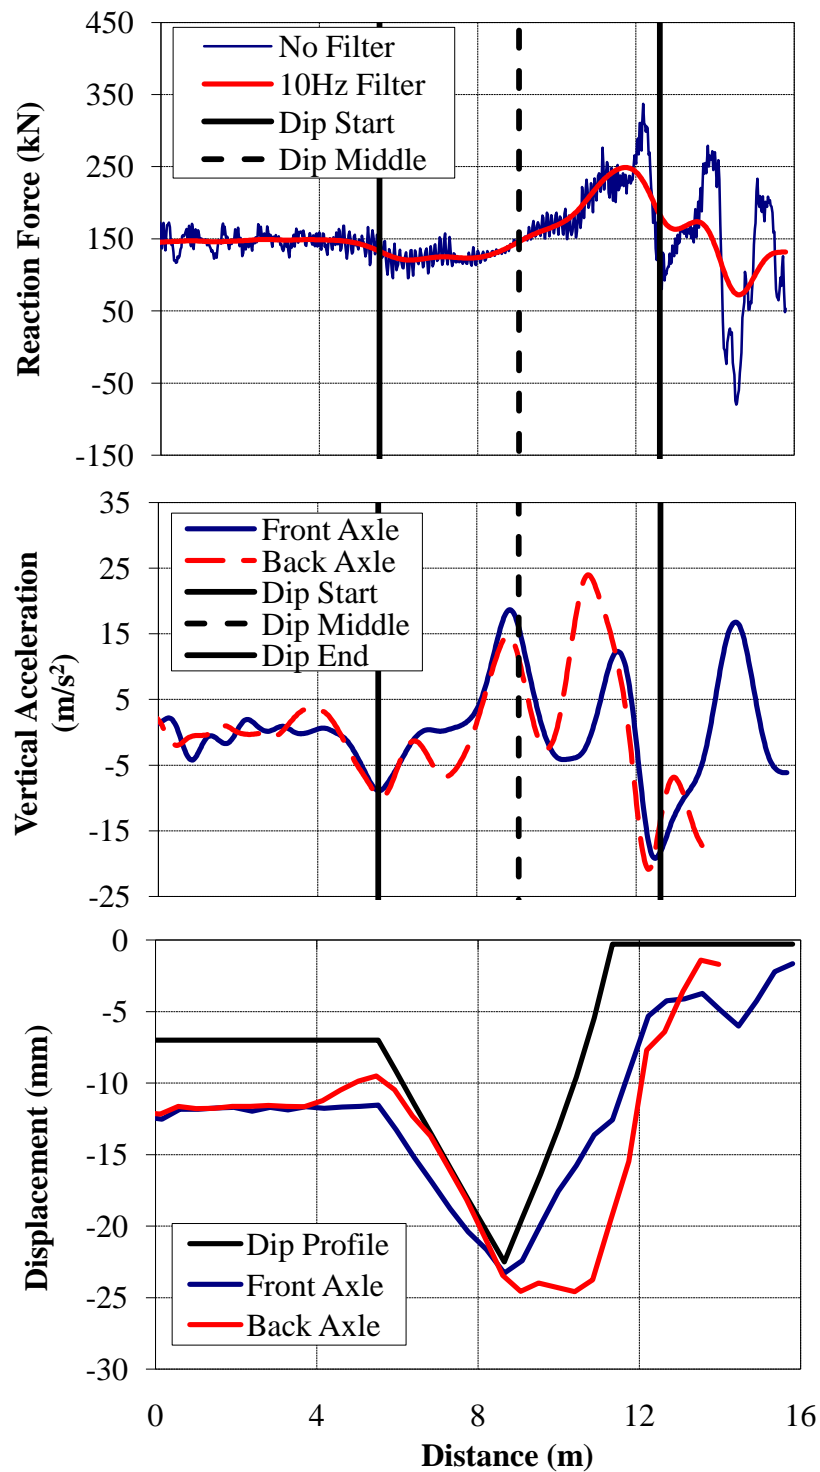 450
350
250
150
50
-50
-150
Reaction Force (kN)
No Filter
10Hz Filter
Dip Start
Dip Middle
35
25
15
5
-5
-15
-25
Vertical Acceleration
(m/s²)
Front Axle
Back Axle
Dip Start
Dip Middle
Dip End
0
-5
-10
-15
-20
-25
-30
Displacement (mm)
Dip Profile
Front Axle
Back Axle
0 4 8 12 16
Distance (m)